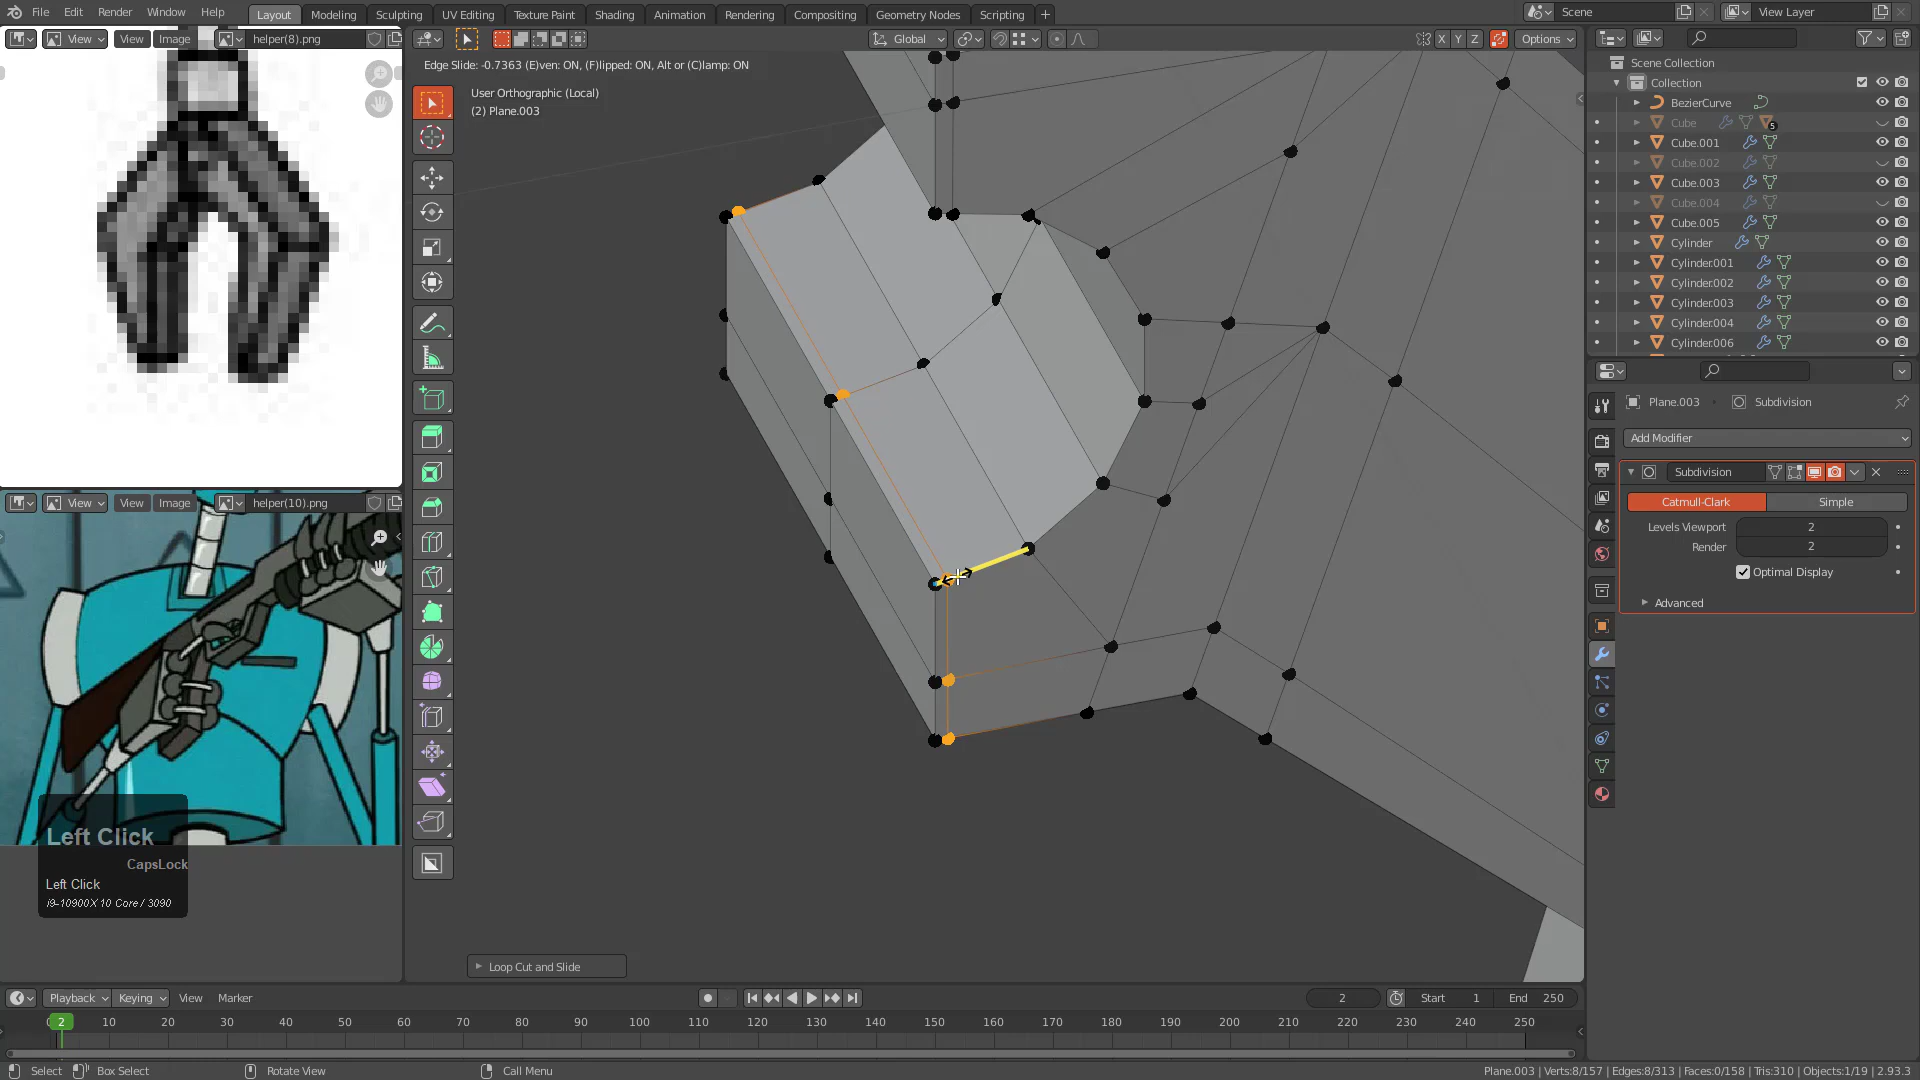 File Edit Render Window Help
Layout Modeling Sculpting UV Editing Texture Paint Shading Animation Rendering Compositing Geometry Nodes Scripting +
Scene
View Layer
View View Image helper(8).png
Global
X Y Z
Options
Edge Slide: -0.7363 (E)ven: ON, (F)lipped: ON, Alt or (C)lamp: ON
User Orthographic (Local)
(2) Plane.003
Scene Collection
Collection
BezierCurve
Cube 5
Cube.001
Cube.002
Cube.003
Cube.004
Cube.005
Cylinder
Cylinder.001
Cylinder.002
Cylinder.003
Cylinder.004
Cylinder.006
Plane.003 Subdivision
Add Modifier
Subdivision
Catmull-Clark Simple
Levels Viewport 2
Render 2
Optimal Display
Advanced
View View Image helper(10).png
Left Click
CapsLock
Left Click
i9-10900X 10 Core / 3090
Loop Cut and Slide
Playback Keying View Marker
2 Start 1 End 250
0 2 10 20 30 40 50 60 70 80 90 100 110 120 130 140 150 160 170 180 190 200 210 220 230 240 250
Select Box Select Rotate View Call Menu
Plane.003 | Verts:8/157 | Edges:8/313 | Faces:0/158 | Tris:310 | Objects:1/19 | 2.93.3